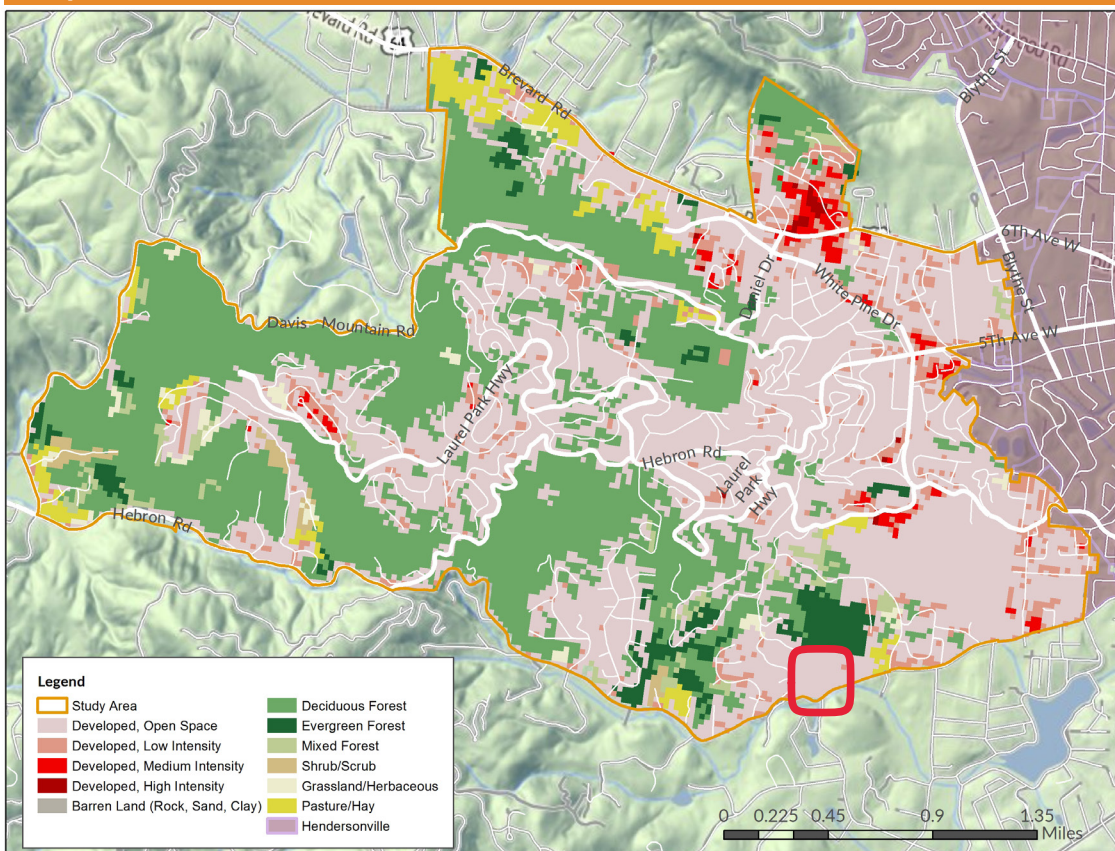 Brevard Rd
Blythe St
6Th Ave W
Blythe St
Daniel Dr
White Pine Dr
5Th Ave W
Davis Mountain Rd
Laurel Park Hwy
Hebron Rd
Laurel
Park
Hwy
Hebron Rd
Legend
Study Area
Developed, Open Space
Developed, Low Intensity
Developed, Medium Intensity
Developed, High Intensity
Barren Land (Rock, Sand, Clay)
Deciduous Forest
Evergreen Forest
Mixed Forest
Shrub/Scrub
Grassland/Herbaceous
Pasture/Hay
Hendersonville
0 0.225 0.45 0.9 1.35
Miles